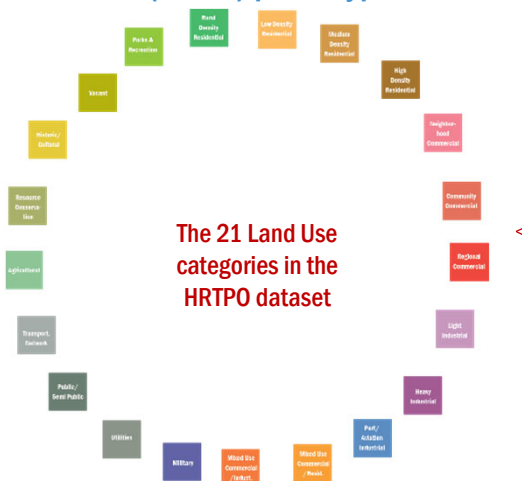 Rural
Density
Residential
Low Density
Residential
Medium
Density
Residential
High
Density
Residential
Neighbor-
hood
Commercial
Community
Commercial
Regional
Commercial
Light
Industrial
Heavy
Industrial
Port/
Aviation
Industrial
Mixed Use
Commercial
/ Resid.
Mixed Use
Commercial
/Indust.
Military
Utilities
Public/
Semi Public
Transport.
Network
Agricultural
Resource
Conserva-
tion
Historic/
Cultural
Vacant
Parks &
Recreation
The 21 Land Use
categories in the
HRTPO dataset
<